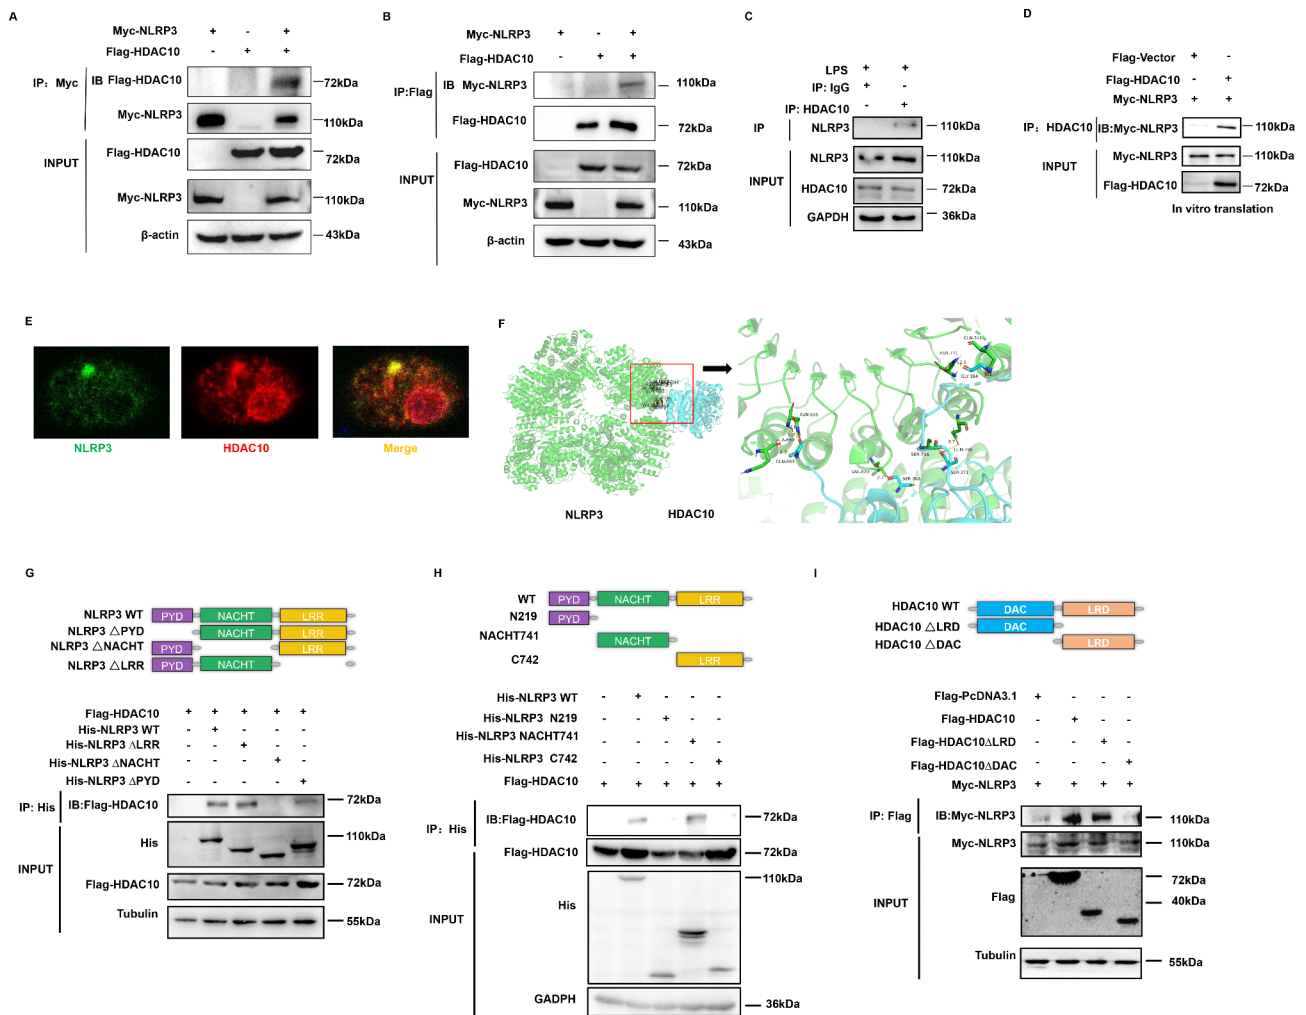 A
Myc-NLRP3 + - +
Flag-HDAC10 - + +
IP: Myc
IB Flag-HDAC10 72kDa
Myc-NLRP3 110kDa
INPUT
Flag-HDAC10 72kDa
Myc-NLRP3 110kDa
β-actin 43kDa
B
Myc-NLRP3 + - +
Flag-HDAC10 - + +
IP:Flag
IB Myc-NLRP3 110kDa
Flag-HDAC10 72kDa
INPUT
Flag-HDAC10 72kDa
Myc-NLRP3 110kDa
β-actin 43kDa
C
LPS + +
IP: IgG + -
IP: HDAC10 - +
IP
NLRP3 110kDa
INPUT
NLRP3 110kDa
HDAC10 72kDa
GAPDH 36kDa
D
Flag-Vector + -
Flag-HDAC10 - +
Myc-NLRP3 + +
IP: HDAC10
IB:Myc-NLRP3 110kDa
INPUT
Myc-NLRP3 110kDa
Flag-HDAC10 72kDa
In vitro translation
E
NLRP3
HDAC10
Merge
F
NLRP3
HDAC10
G
NLRP3 WT PYD NACHT LRR
NLRP3 △PYD NACHT LRR
NLRP3 △NACHT PYD LRR
NLRP3 △LRR PYD NACHT
Flag-HDAC10 + + + + +
His-NLRP3 WT - + - - -
His-NLRP3 ΔLRR - - + - -
His-NLRP3 ΔNACHT - - - + -
His-NLRP3 ΔPYD - - - - +
IP: His
IB:Flag-HDAC10 72kDa
INPUT
His 110kDa
Flag-HDAC10 72kDa
Tubulin 55kDa
H
WT PYD NACHT LRR
N219 PYD
NACHT741 NACHT
C742 LRR
His-NLRP3 WT - + - - -
His-NLRP3 N219 - - + - -
His-NLRP3 NACHT741 - - - + -
His-NLRP3 C742 - - - - +
Flag-HDAC10 + + + + +
IP: His
IB:Flag-HDAC10 72kDa
INPUT
Flag-HDAC10 72kDa
His 110kDa
GADPH 36kDa
I
HDAC10 WT DAC LRD
HDAC10 △LRD DAC
HDAC10 △DAC LRD
Flag-PcDNA3.1 + - - -
Flag-HDAC10 - + - -
Flag-HDAC10ΔLRD - - + -
Flag-HDAC10ΔDAC - - - +
Myc-NLRP3 + + + +
IP: Flag
IB:Myc-NLRP3 110kDa
INPUT
Myc-NLRP3 110kDa
Flag 72kDa
40kDa
Tubulin 55kDa